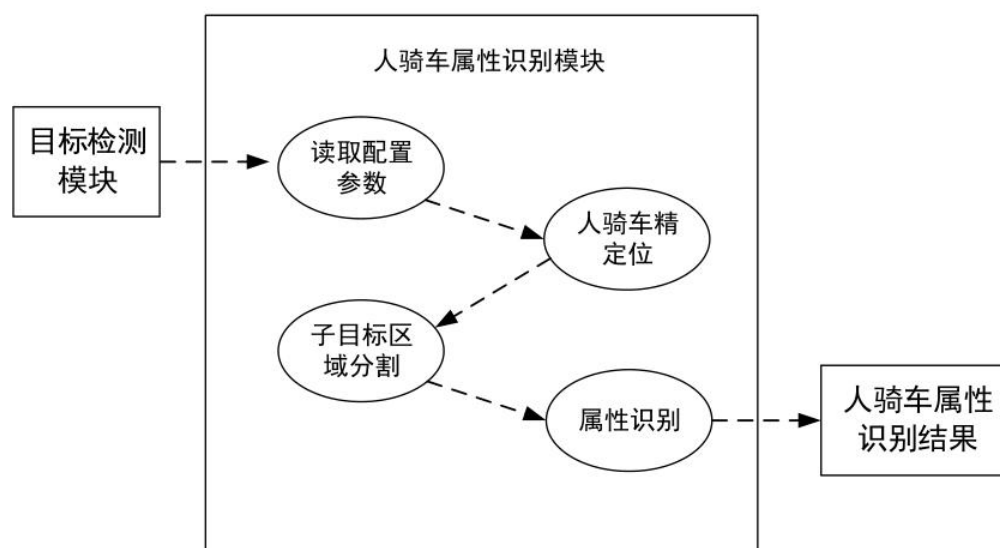 人骑车属性识别模块
目标检测
模块
读取配置
参数
人骑车精
定位
子目标区
域分割
属性识别
人骑车属性
识别结果